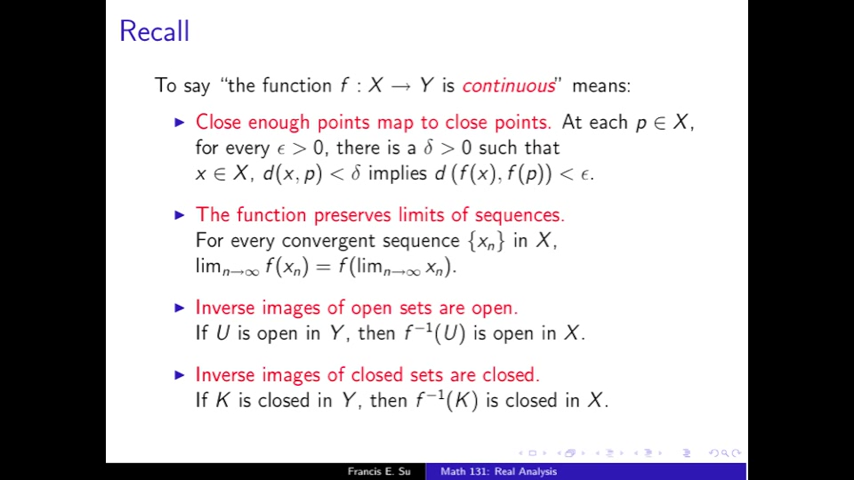 Recall
To say “the function f : X → Y is continuous” means:
▶ Close enough points map to close points. At each p ∈ X,
for every ϵ > 0, there is a δ > 0 such that
x ∈ X, d(x, p) < δ implies d (f(x), f(p)) < ϵ.
▶ The function preserves limits of sequences.
For every convergent sequence {xₙ} in X,
limₙ→∞ f(xₙ) = f(limₙ→∞ xₙ).
▶ Inverse images of open sets are open.
If U is open in Y, then f⁻¹(U) is open in X.
▶ Inverse images of closed sets are closed.
If K is closed in Y, then f⁻¹(K) is closed in X.
Francis E. Su Math 131: Real Analysis